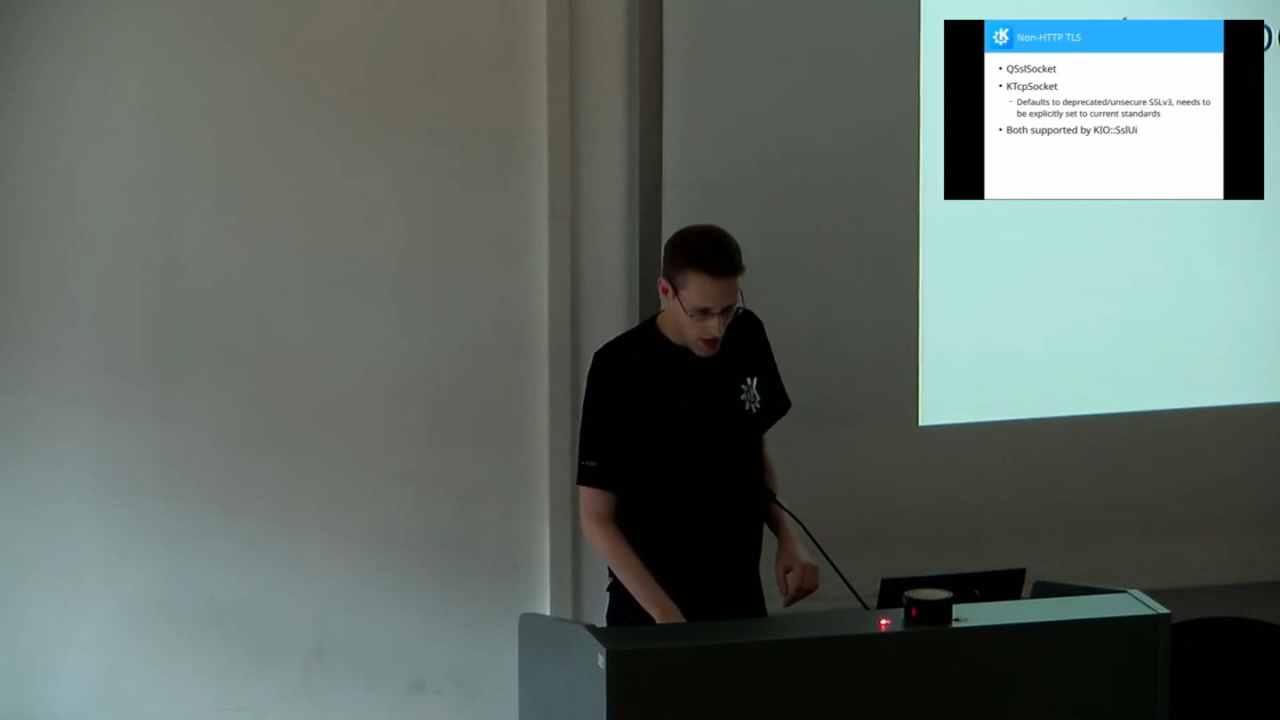 Non-HTTP TLS
• QSslSocket
• KTcpSocket
– Defaults to deprecated/unsecure SSLv3, needs to
be explicitly set to current standards
• Both supported by KIO::SslUi